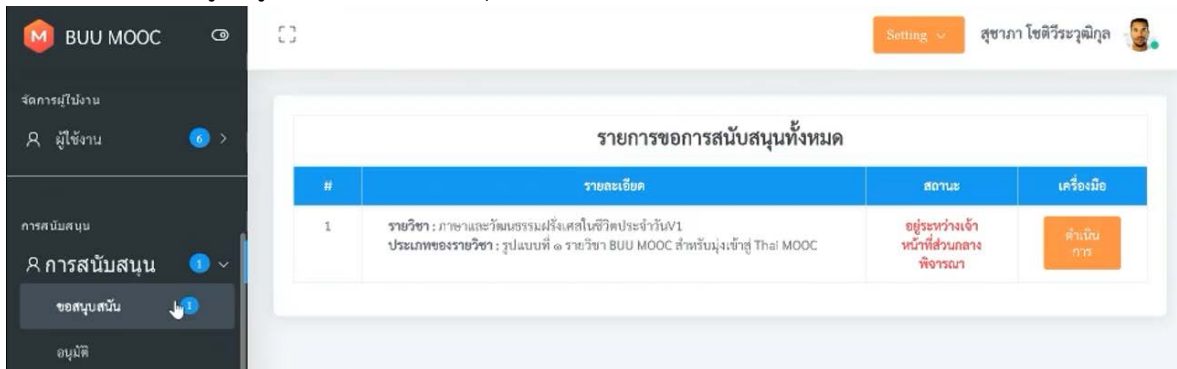 BUU MOOC
Setting
สุชาภา โชติวีระวุฒิกุล
จัดการผู้ใช้งาน
ผู้ใช้งาน 6
รายการขอการสนับสนุนทั้งหมด
# รายละเอียด สถานะ เครื่องมือ
1 รายวิชา : ภาษาและวัฒนธรรมฝรั่งเศสในชีวิตประจำวันV1
ประเภทของรายวิชา : รูปแบบที่ ๑ รายวิชา BUU MOOC สำหรับมุ่งเข้าสู่ Thai MOOC
อยู่ระหว่างเจ้า
หน้าที่ส่วนกลาง
พิจารณา
ดำเนิน
การ
การสนับสนุน
การสนับสนุน 1
ขอสนุบสนัน 1
อนุมัติ